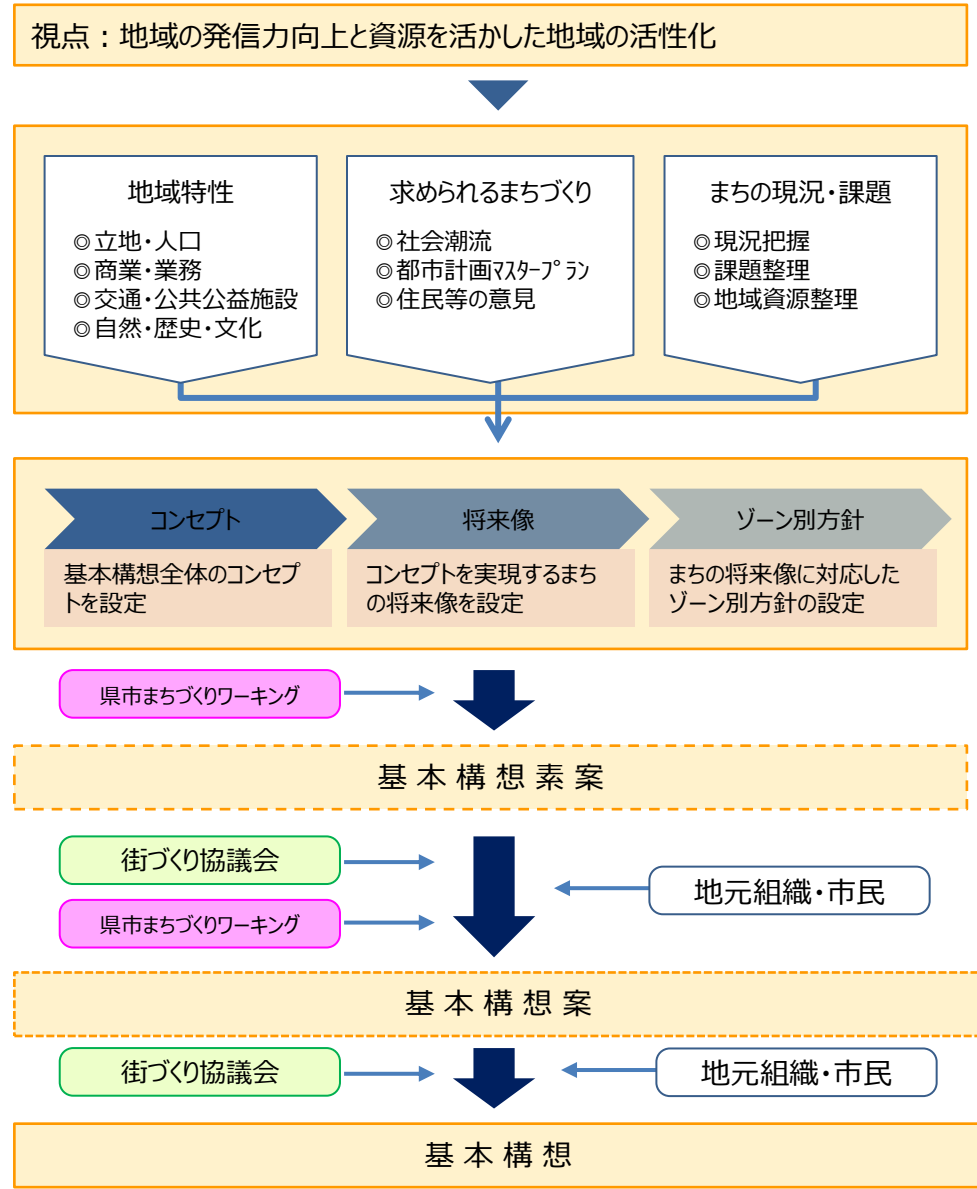 視点：地域の発信力向上と資源を活かした地域の活性化
地域特性
◎立地・人口
◎商業・業務
◎交通・公共公益施設
◎自然・歴史・文化
求められるまちづくり
◎社会潮流
◎都市計画ﾏｽﾀｰﾌﾟﾗﾝ
◎住民等の意見
まちの現況・課題
◎現況把握
◎課題整理
◎地域資源整理
コンセプト
基本構想全体のコンセプ
トを設定
将来像
コンセプトを実現するまち
の将来像を設定
ゾーン別方針
まちの将来像に対応した
ゾーン別方針の設定
県市まちづくりワーキング
基本構想素案
街づくり協議会
県市まちづくりワーキング
地元組織・市民
基本構想案
街づくり協議会
地元組織・市民
基本構想